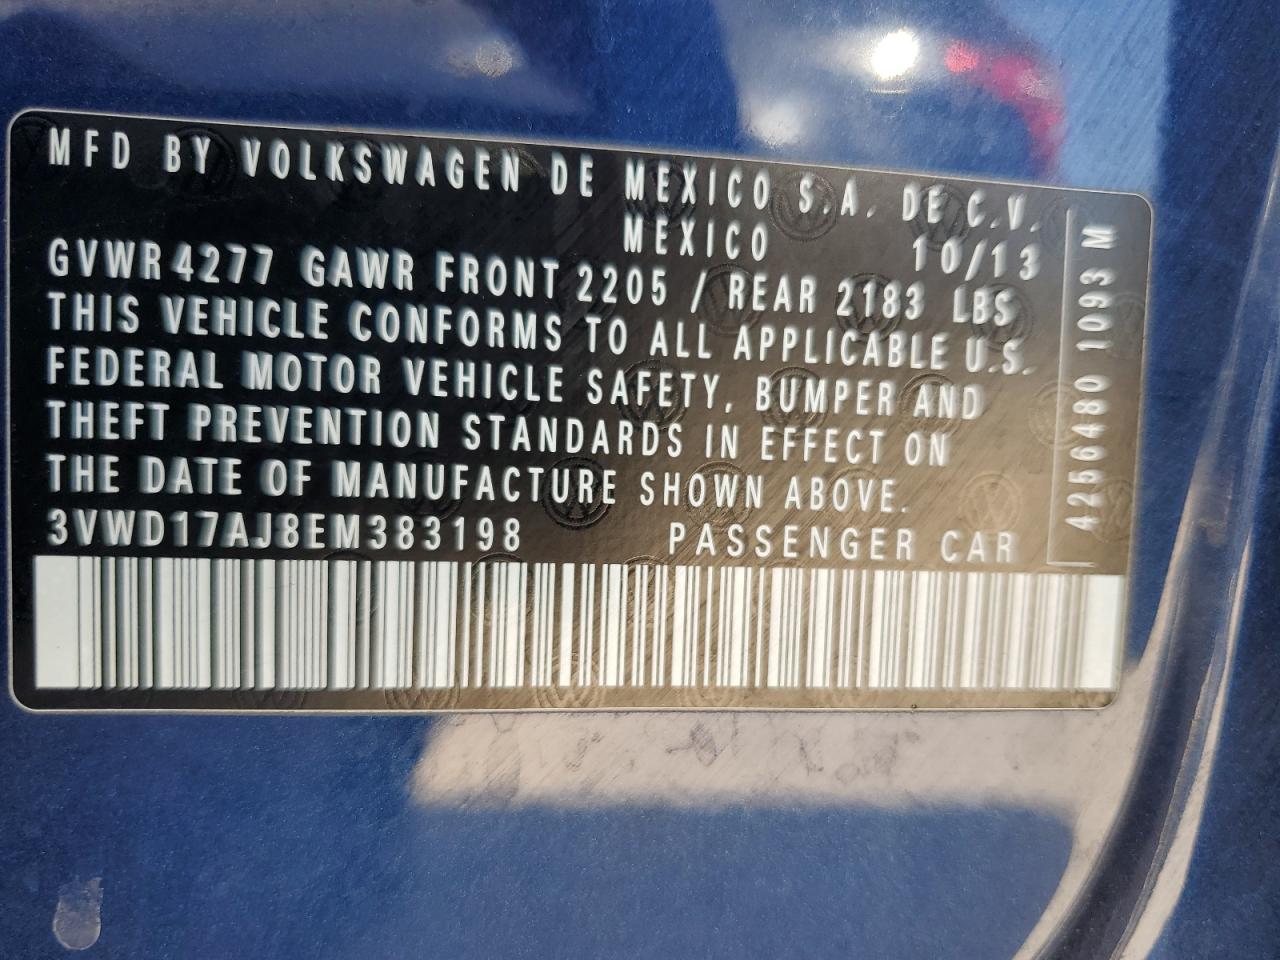 MFD BY VOLKSWAGEN DE MEXICO S.A. DE C.V.
MEXICO 10/13
GVWR 4277 GAWR FRONT 2205 / REAR 2183 LBS
THIS VEHICLE CONFORMS TO ALL APPLICABLE U.S.
FEDERAL MOTOR VEHICLE SAFETY, BUMPER AND
THEFT PREVENTION STANDARDS IN EFFECT ON
THE DATE OF MANUFACTURE SHOWN ABOVE.
3VWD17AJ8EM383198 PASSENGER CAR
4256480 1093 M